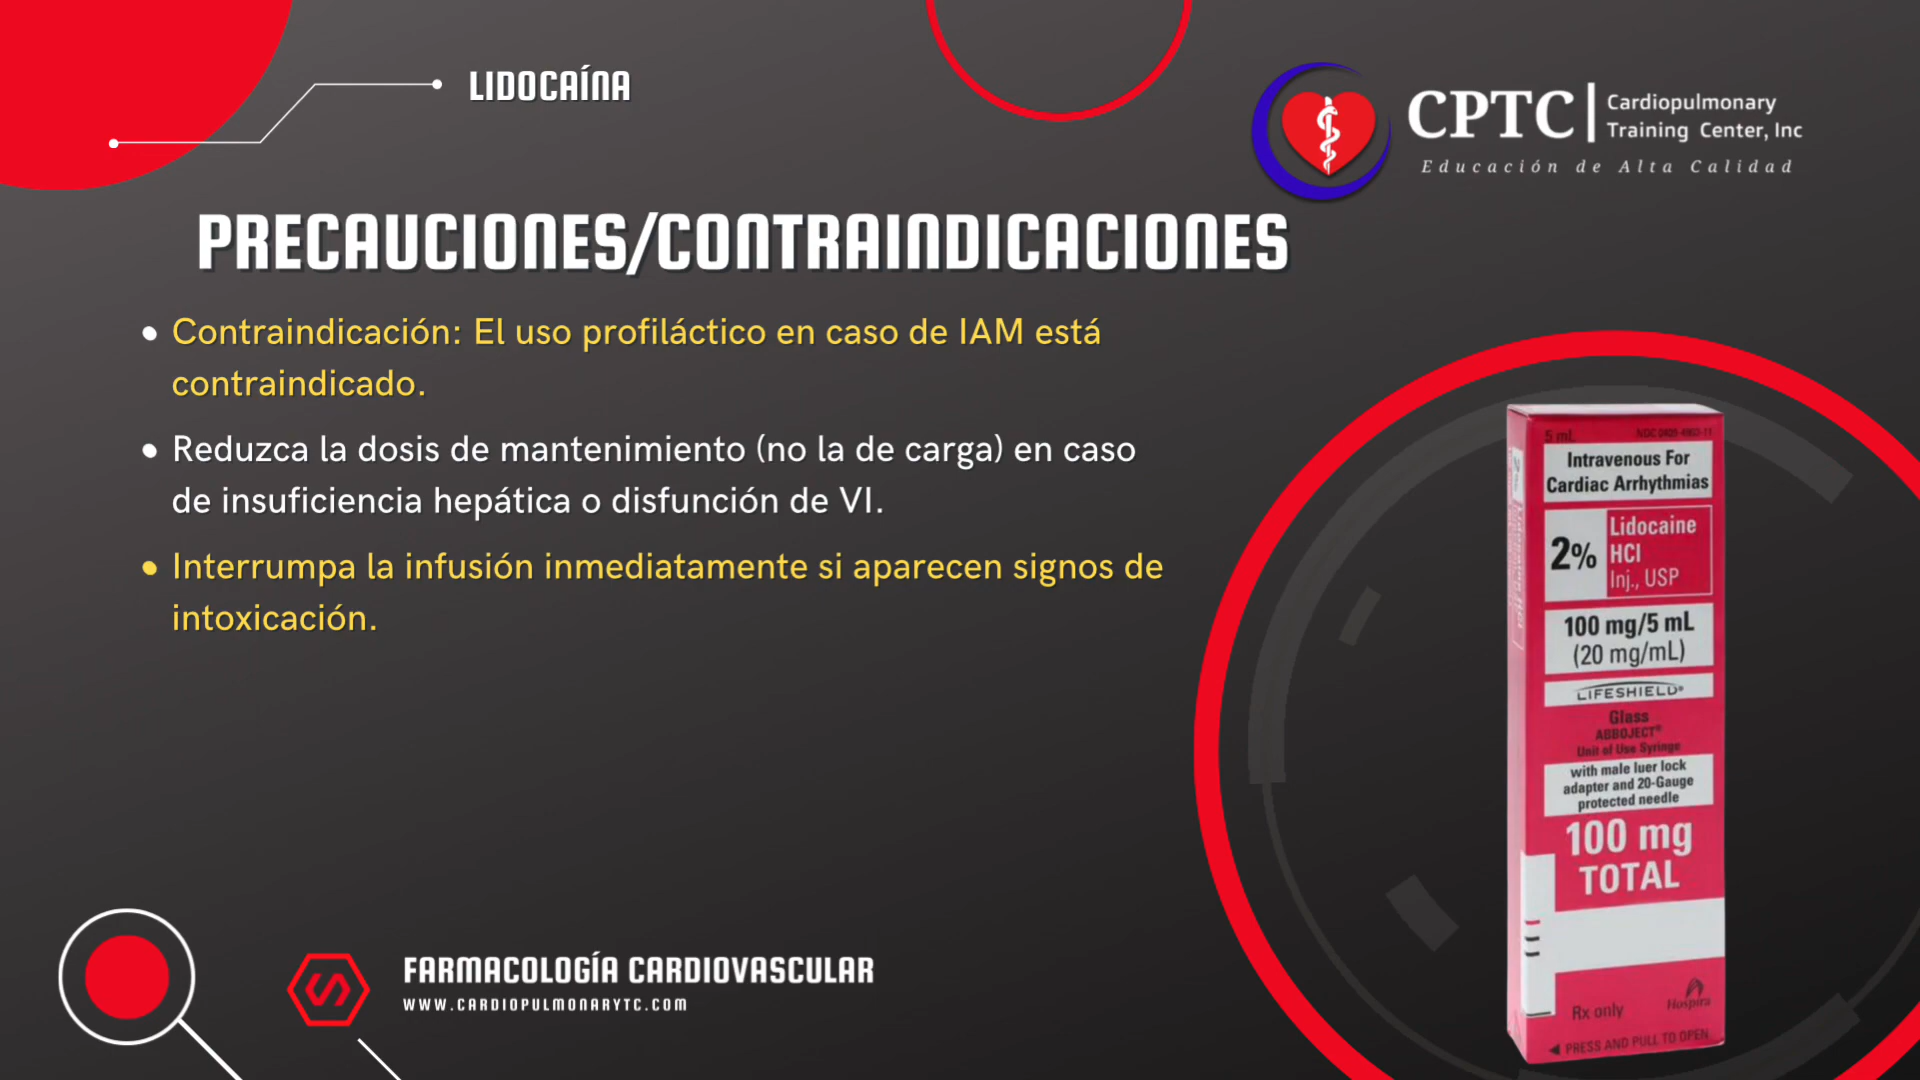 LIDOCAÍNA
CPTC
Cardiopulmonary
Training Center, Inc
Educación de Alta Calidad
PRECAUCIONES/CONTRAINDICACIONES
• Contraindicación: El uso profiláctico en caso de IAM está
contraindicado.
• Reduzca la dosis de mantenimiento (no la de carga) en caso
de insuficiencia hepática o disfunción de VI.
• Interrumpa la infusión inmediatamente si aparecen signos de
intoxicación.
5 mL
Intravenous For
Cardiac Arrhythmias
2%
Lidocaine
HCl
Inj., USP
100 mg/5 mL
(20 mg/mL)
LIFESHIELD®
Glass
ABBOJECT®
Unit of Use Syringe
with male luer lock
adapter and 20-Gauge
protected needle
100 mg
TOTAL
Rx only
Hospira
PRESS AND PULL TO OPEN
FARMACOLOGÍA CARDIOVASCULAR
WWW.CARDIOPULMONARYTC.COM